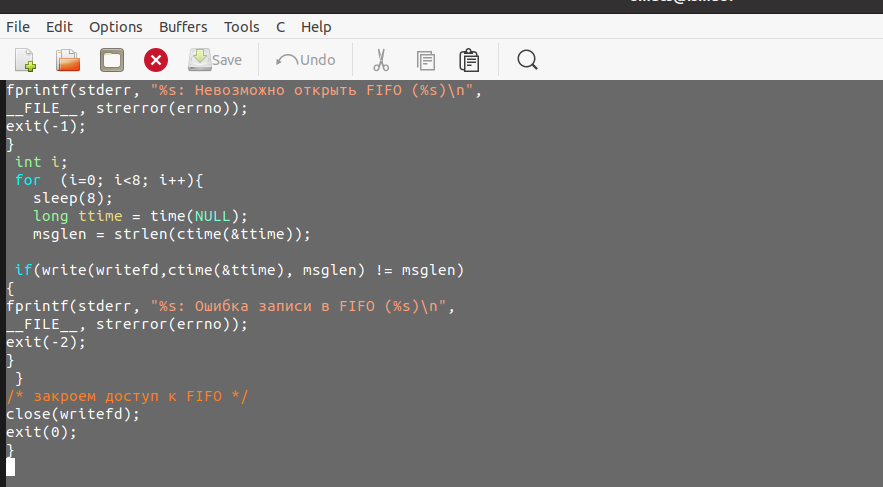 File Edit Options Buffers Tools C Help
Save Undo
fprintf(stderr, "%s: Невозможно открыть FIFO (%s)\n",
__FILE__, strerror(errno));
exit(-1);
}
int i;
for  (i=0; i<8; i++){
sleep(8);
long ttime = time(NULL);
msglen = strlen(ctime(&ttime));
if(write(writefd,ctime(&ttime), msglen) != msglen)
{
fprintf(stderr, "%s: Ошибка записи в FIFO (%s)\n",
__FILE__, strerror(errno));
exit(-2);
}
}
/* закроем доступ к FIFO */
close(writefd);
exit(0);
}